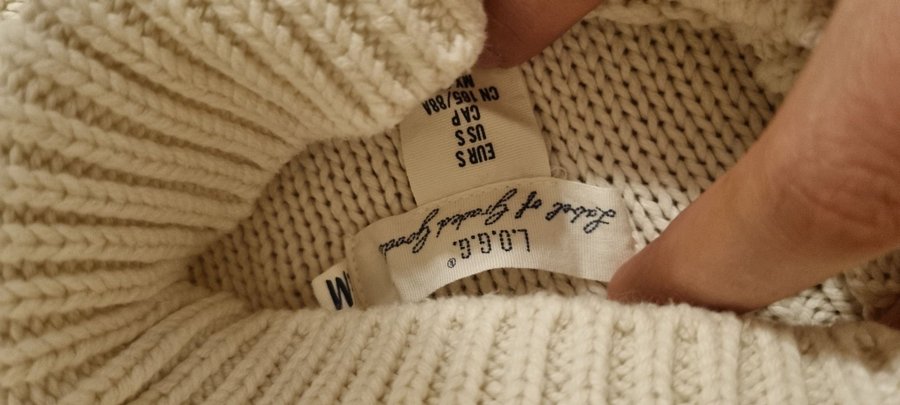 L.O.G.G.®
Label of Graded Goods
M
EUR S
US S
CA P
CN 165/88A